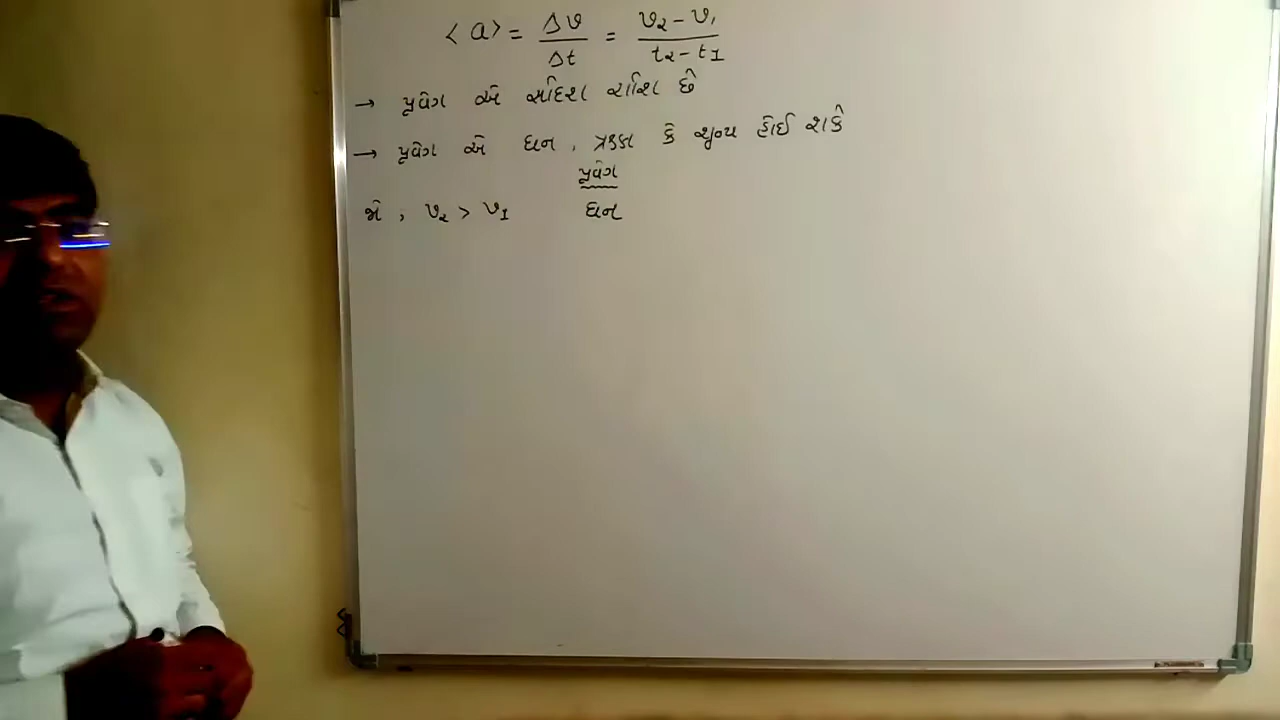 < a > = Δv / Δt = v₂ - v₁ / t₂ - t₁
→ પ્રવેગ એ સદિશ રાશિ છે
→ પ્રવેગ એ ધન , ઋણ કે શૂન્ય હોઈ શકે
પ્રવેગ
જો , v₂ > v₁ ધન